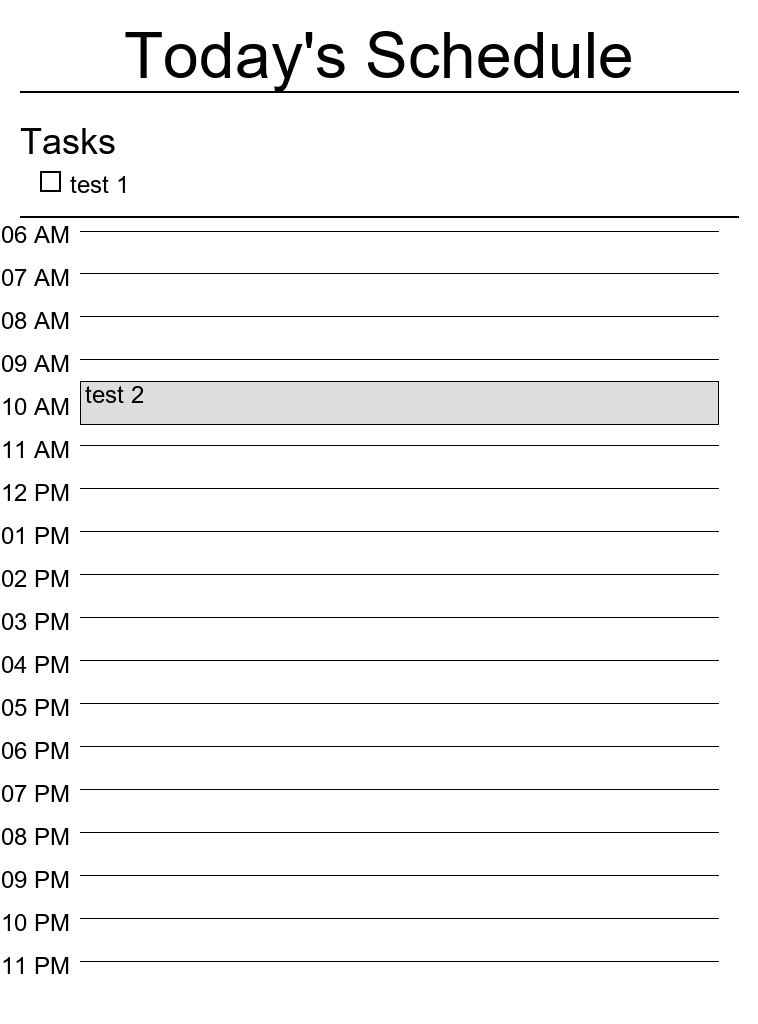 Today's Schedule
Tasks
test 1
06 AM
07 AM
08 AM
09 AM
test 2
10 AM
11 AM
12 PM
01 PM
02 PM
03 PM
04 PM
05 PM
06 PM
07 PM
08 PM
09 PM
10 PM
11 PM